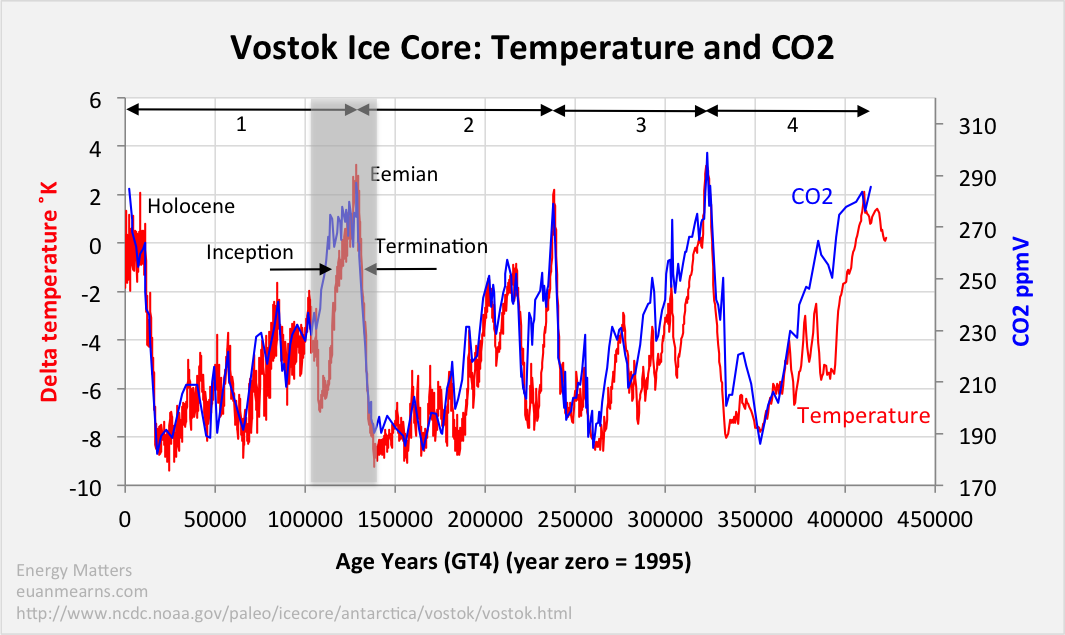 Vostok Ice Core: Temperature and CO2
6
4
2
0
-2
-4
-6
-8
-10
Delta temperature ˚K
1
2
3
4
Eemian
Holocene
Inception
Termination
CO2
Temperature
310
290
270
250
230
210
190
170
CO2 ppmV
0 50000 100000 150000 200000 250000 300000 350000 400000 450000
Age Years (GT4) (year zero = 1995)
Energy Matters
euanmearns.com
http://www.ncdc.noaa.gov/paleo/icecore/antarctica/vostok/vostok.html